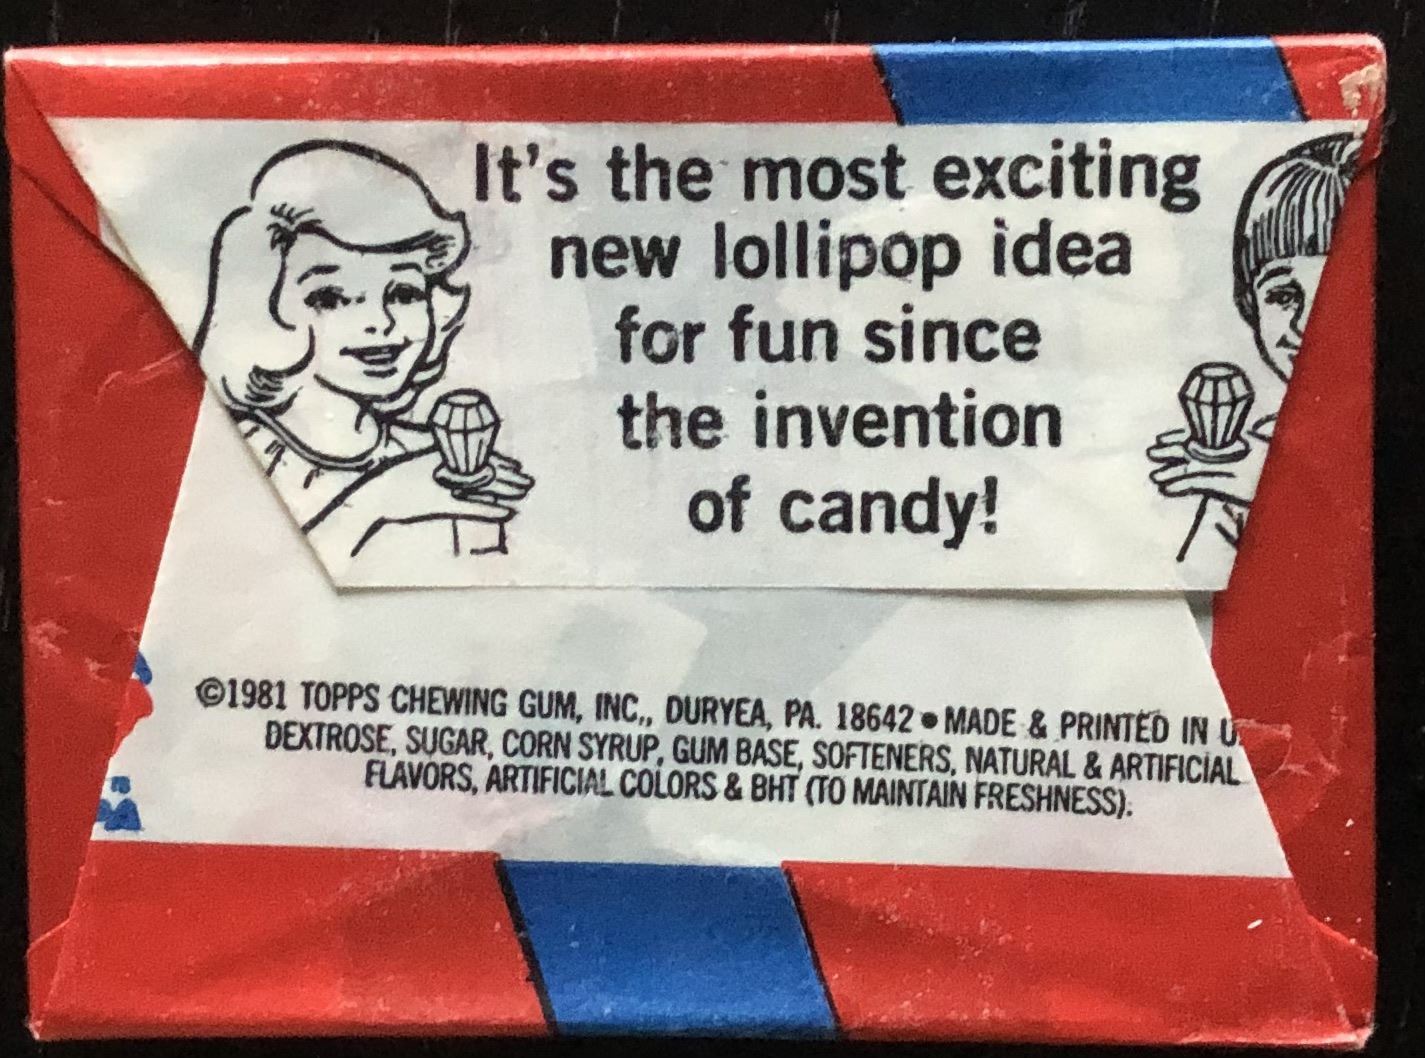 It's the most exciting
new lollipop idea
for fun since
the invention
of candy!
©1981 TOPPS CHEWING GUM, INC., DURYEA, PA. 18642 ● MADE & PRINTED IN U.
DEXTROSE, SUGAR, CORN SYRUP, GUM BASE, SOFTENERS, NATURAL & ARTIFICIAL
FLAVORS, ARTIFICIAL COLORS & BHT (TO MAINTAIN FRESHNESS).